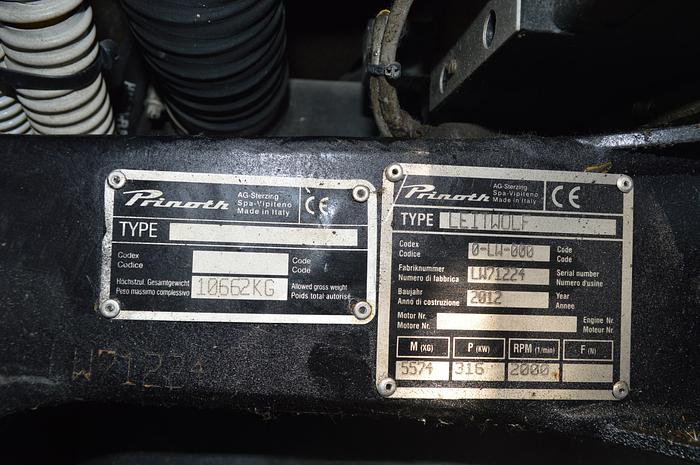 Prinoth AG-Sterzing
Spa-Vipiteno
Made in Italy CE
TYPE
Codex Code
Codice Code
Höchstzul. Gesamtgewicht 10662KG Allowed gross weight
Peso massimo complessivo Poids total autorisé
Prinoth AG-Sterzing
Spa-Vipiteno
Made in Italy CE
TYPE LEITWOLF
Codex 0-LW-000 Code
Codice Code
Fabriknummer LW71224 Serial number
Numero di fabbrica Numero d'usine
Baujahr 2012 Year
Anno di costruzione Annee
Motor Nr. Engine Nr.
Motore Nr. Moteur Nr.
M (KG) P (KW) RPM (1/min) F (N)
5574 316 2000
LW71224